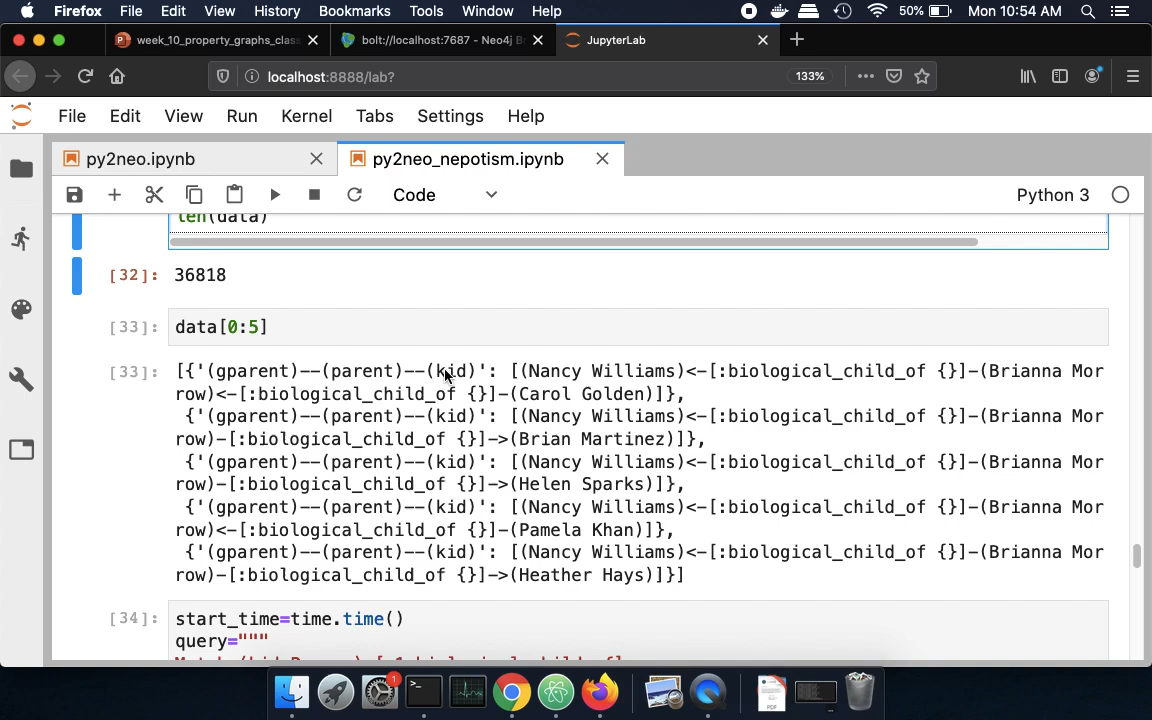 Firefox File Edit View History Bookmarks Tools Window Help 50% Mon 10:54 AM
week_10_property_graphs_class bolt://localhost:7687 - Neo4j Br JupyterLab
localhost:8888/lab? 133%
File Edit View Run Kernel Tabs Settings Help
py2neo.ipynb py2neo_nepotism.ipynb
Code Python 3
len(data)
[32]: 36818
[33]: data[0:5]
[33]: [{'(gparent)--(parent)--(kid)': [(Nancy Williams)<-[:biological_child_of {}]-(Brianna Mor
row)<-[:biological_child_of {}]-(Carol Golden)]},
{'(gparent)--(parent)--(kid)': [(Nancy Williams)<-[:biological_child_of {}]-(Brianna Mor
row)-[:biological_child_of {}]->(Brian Martinez)]},
{'(gparent)--(parent)--(kid)': [(Nancy Williams)<-[:biological_child_of {}]-(Brianna Mor
row)-[:biological_child_of {}]->(Helen Sparks)]},
{'(gparent)--(parent)--(kid)': [(Nancy Williams)<-[:biological_child_of {}]-(Brianna Mor
row)<-[:biological_child_of {}]-(Pamela Khan)]},
{'(gparent)--(parent)--(kid)': [(Nancy Williams)<-[:biological_child_of {}]-(Brianna Mor
row)-[:biological_child_of {}]->(Heather Hays)]}]
[34]: start_time=time.time()
query="""
1
PDF